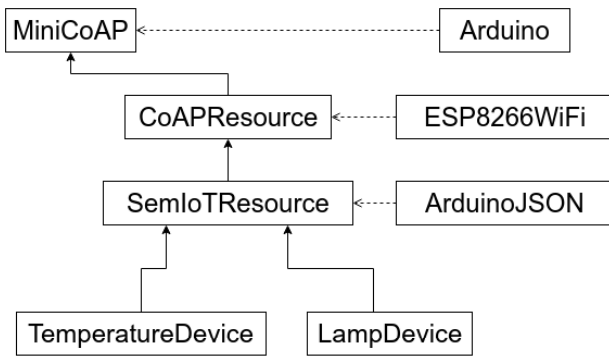 MiniCoAP
Arduino
CoAPResource
ESP8266WiFi
SemIoTResource
ArduinoJSON
TemperatureDevice
LampDevice